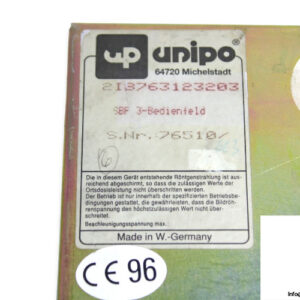 up unipo
64720 Michelstadt
2I3763123203
SBF 3-Bedienfeld
S.Nr.76510/
6
Die in diesem Gerät entstehende Röntgenstrahlung ist aus-
reichend abgeschirmt, so dass die zulässigen Werte der
Ortsdosisleistung nicht überschritten werden.
Der Betrieb ist nur innerhalb der spezifizierten Betriebsbe-
dingungen gestattet, die gewährleisten, dass die Bildröh-
renspannung den höchstzulässigen Wert nicht über-
schreitet.
Beschleunigungsspannung max.
Made in W.-Germany
CE 96